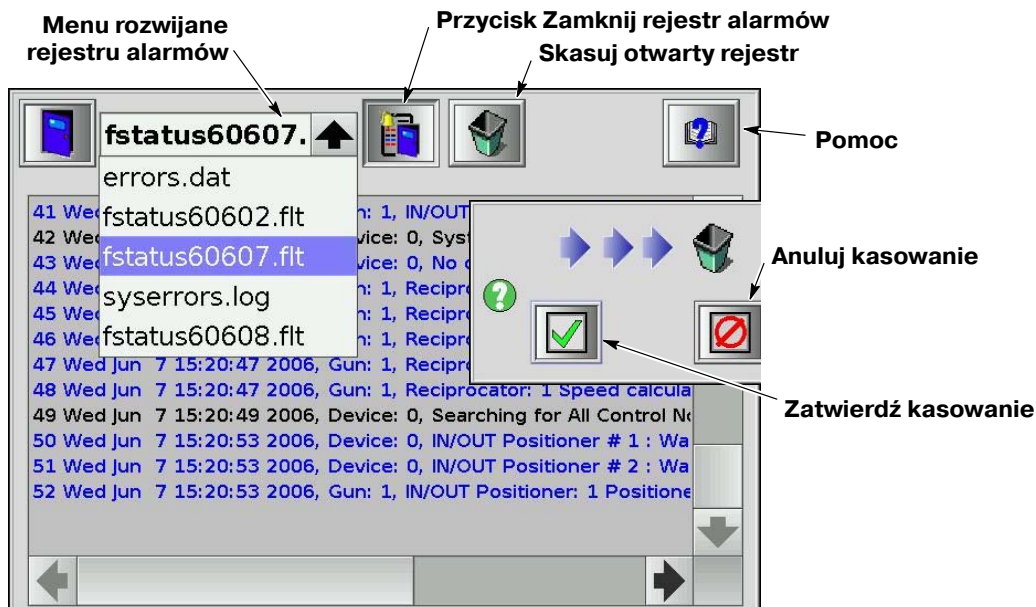 Menu rozwijane
rejestru alarmów
Przycisk Zamknij rejestr alarmów
Skasuj otwarty rejestr
Pomoc
fstatus60607.
errors.dat
fstatus60602.flt
fstatus60607.flt
syserrors.log
fstatus60608.flt
41 Wed n: 1, IN/OUT
42 Wed vice: 0, Syst
43 Wed vice: 0, No
44 Wed n: 1, Recipro
45 Wed n: 1, Recipro
46 Wed n: 1, Recipro
47 Wed Jun 7 15:20:47 2006, Gun: 1, Recipro
48 Wed Jun 7 15:20:47 2006, Gun: 1, Reciprocator: 1 Speed calcula
49 Wed Jun 7 15:20:49 2006, Device: 0, Searching for All Control No
50 Wed Jun 7 15:20:53 2006, Device: 0, IN/OUT Positioner # 1 : Wa
51 Wed Jun 7 15:20:53 2006, Device: 0, IN/OUT Positioner # 2 : Wa
52 Wed Jun 7 15:20:53 2006, Gun: 1, IN/OUT Positioner: 1 Positione
Anuluj kasowanie
Zatwierdź kasowanie